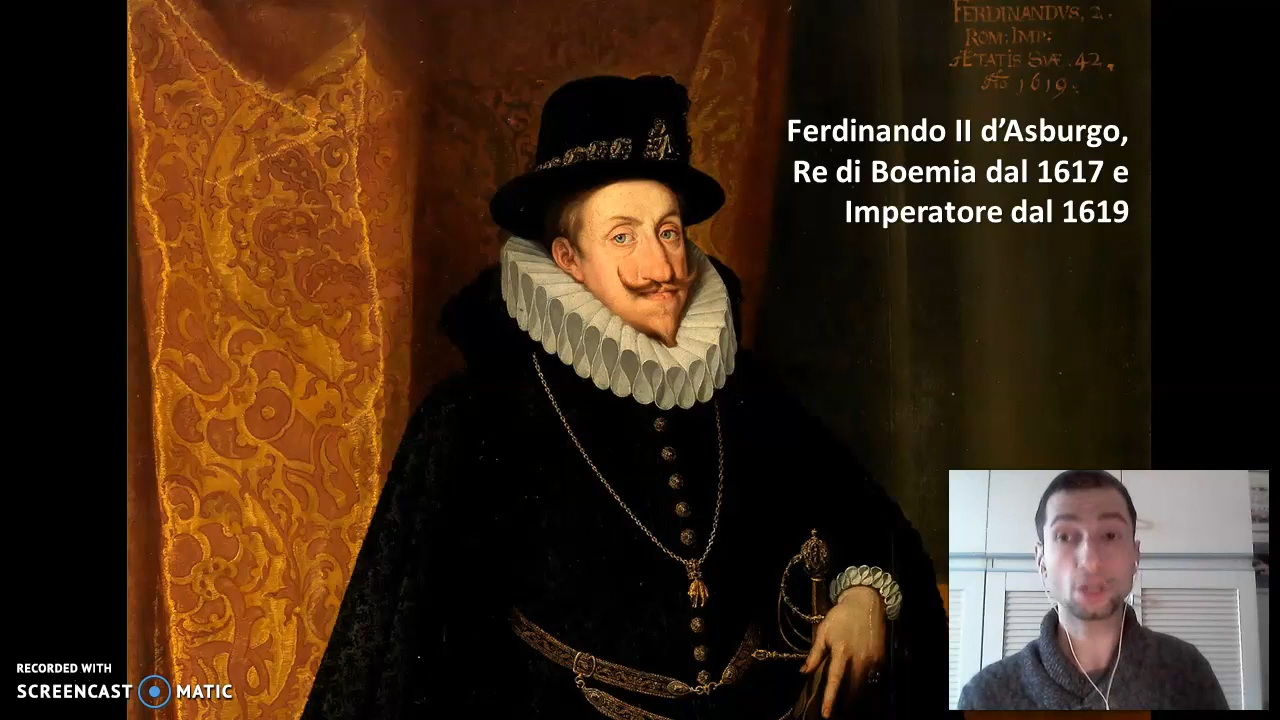 FERDINANDVS, 2.
ROM: IMP:
ÆTATIS SVÆ . 42.
Aō 1619.
Ferdinando II d’Asburgo,
Re di Boemia dal 1617 e
Imperatore dal 1619
RECORDED WITH
SCREENCAST MATIC